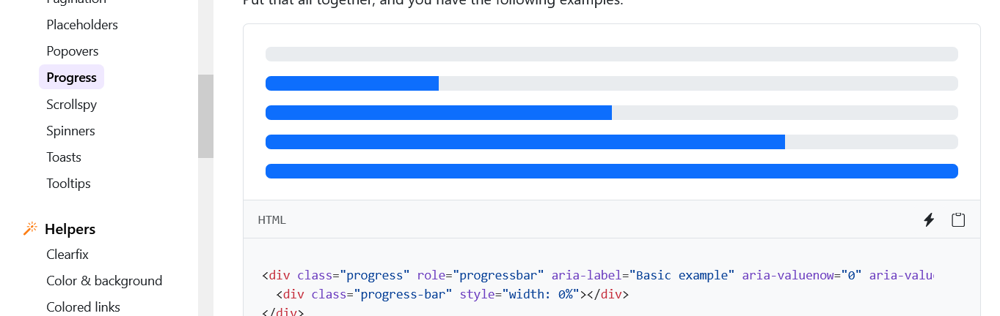 Pagination
Placeholders
Popovers
Progress
Scrollspy
Spinners
Toasts
Tooltips
Helpers
Clearfix
Color & background
Colored links
Put that all together, and you have the following examples.
HTML
<div class="progress" role="progressbar" aria-label="Basic example" aria-valuenow="0" aria-valu
<div class="progress-bar" style="width: 0%"></div>
</div>